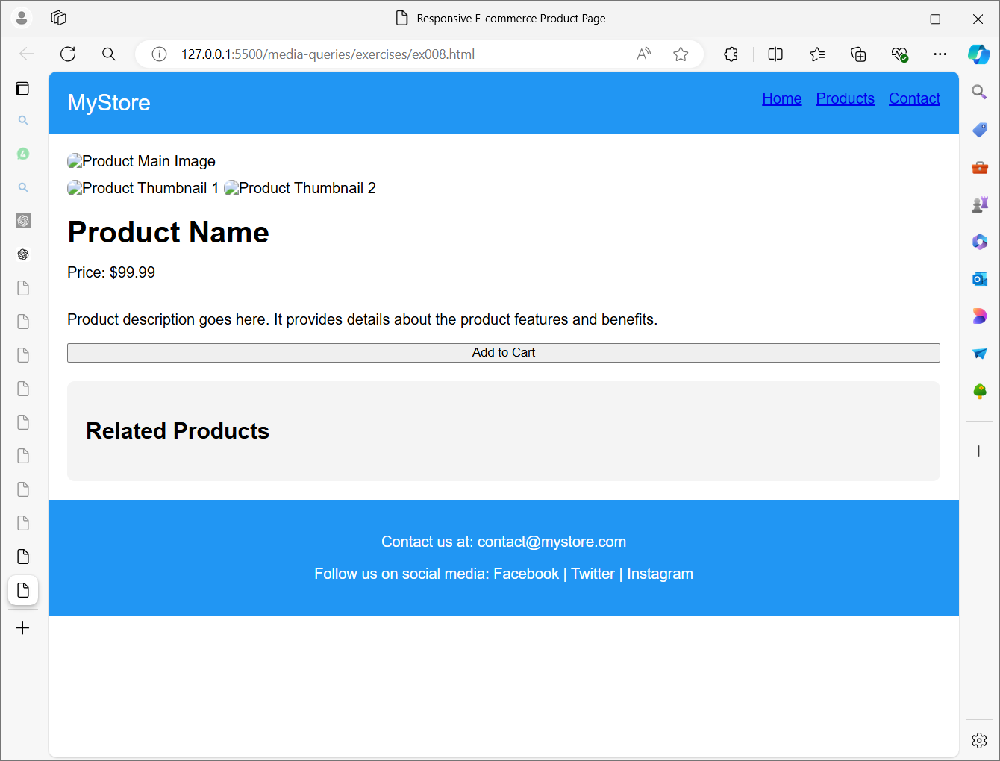 Responsive E-commerce Product Page
127.0.0.1:5500/media-queries/exercises/ex008.html
MyStore
Home Products Contact
Product Main Image
Product Thumbnail 1 Product Thumbnail 2
Product Name
Price: $99.99
Product description goes here. It provides details about the product features and benefits.
Add to Cart
Related Products
Contact us at: contact@mystore.com
Follow us on social media: Facebook | Twitter | Instagram